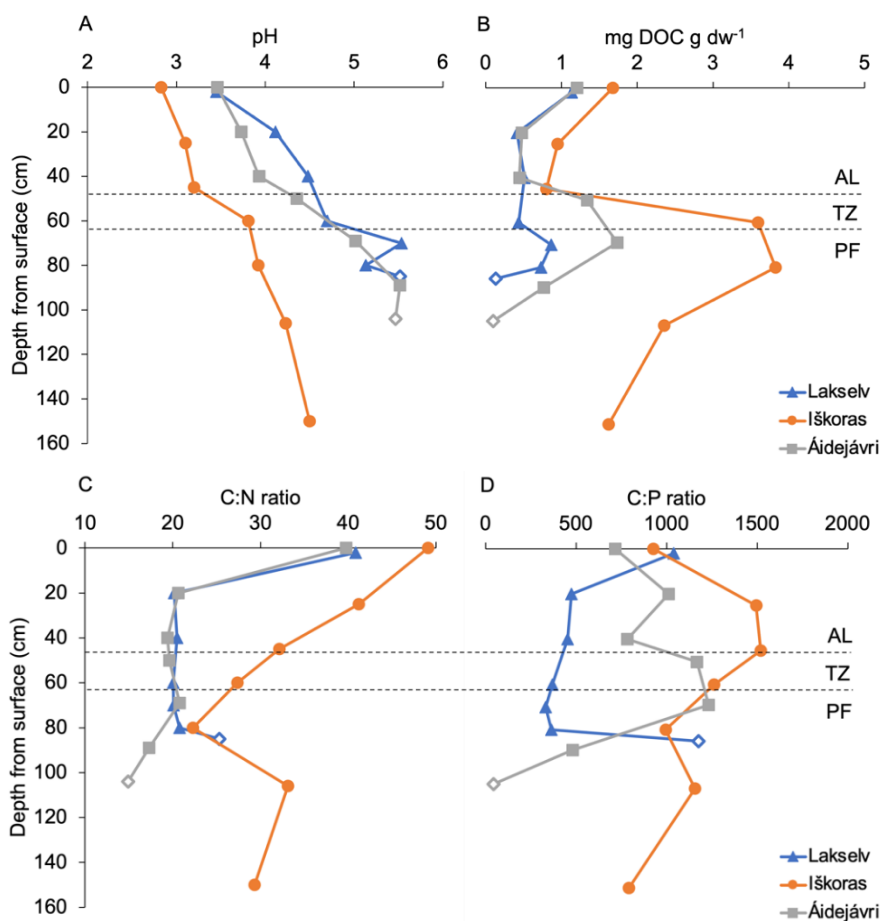 A
pH
2 3 4 5 6
0
20
40
60
80
100
120
140
160
Depth from surface (cm)
Lakselv
Iškoras
Áidejávri
B
mg DOC g dw⁻¹
0 1 2 3 4 5
AL
TZ
PF
Lakselv
Iškoras
Áidejávri
C
C:N ratio
10 20 30 40 50
0
20
40
60
80
100
120
140
160
Depth from surface (cm)
D
C:P ratio
0 500 1000 1500 2000
AL
TZ
PF
Lakselv
Iškoras
Áidejávri